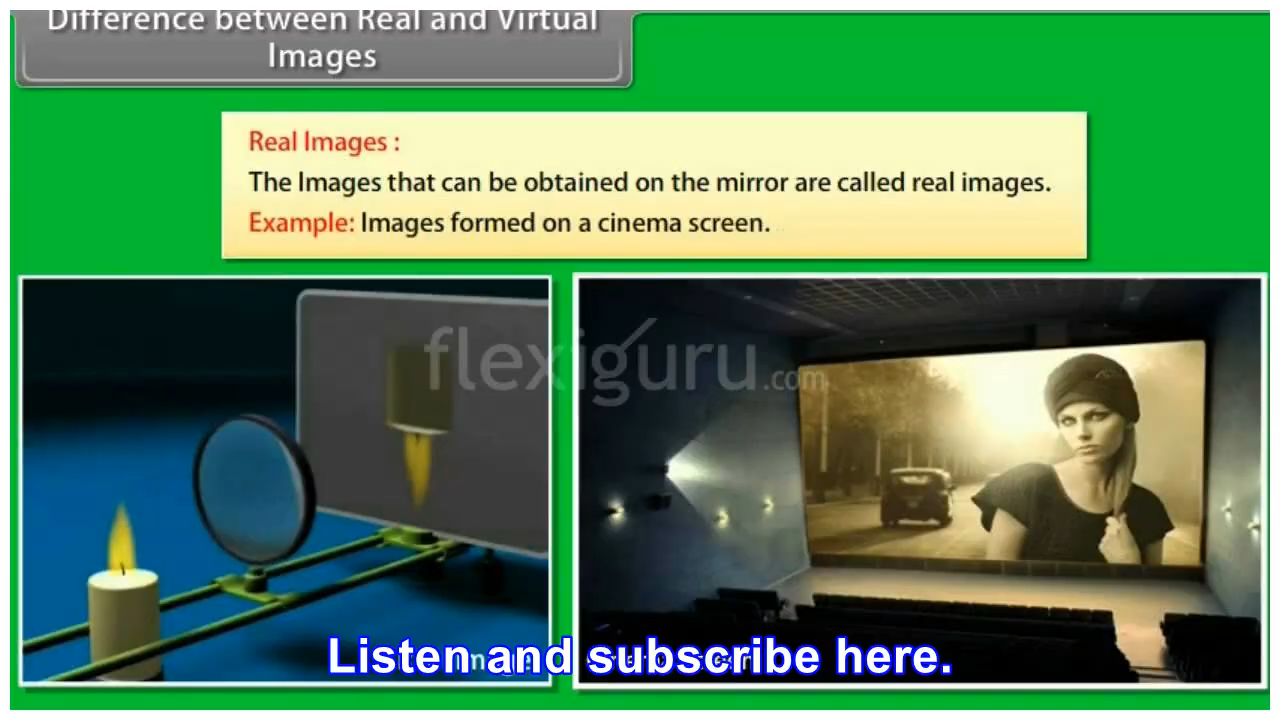 Difference between Real and Virtual
Images
Real Images :
The Images that can be obtained on the mirror are called real images.
Example: Images formed on a cinema screen.
flexiguru.com
Listen and subscribe here.